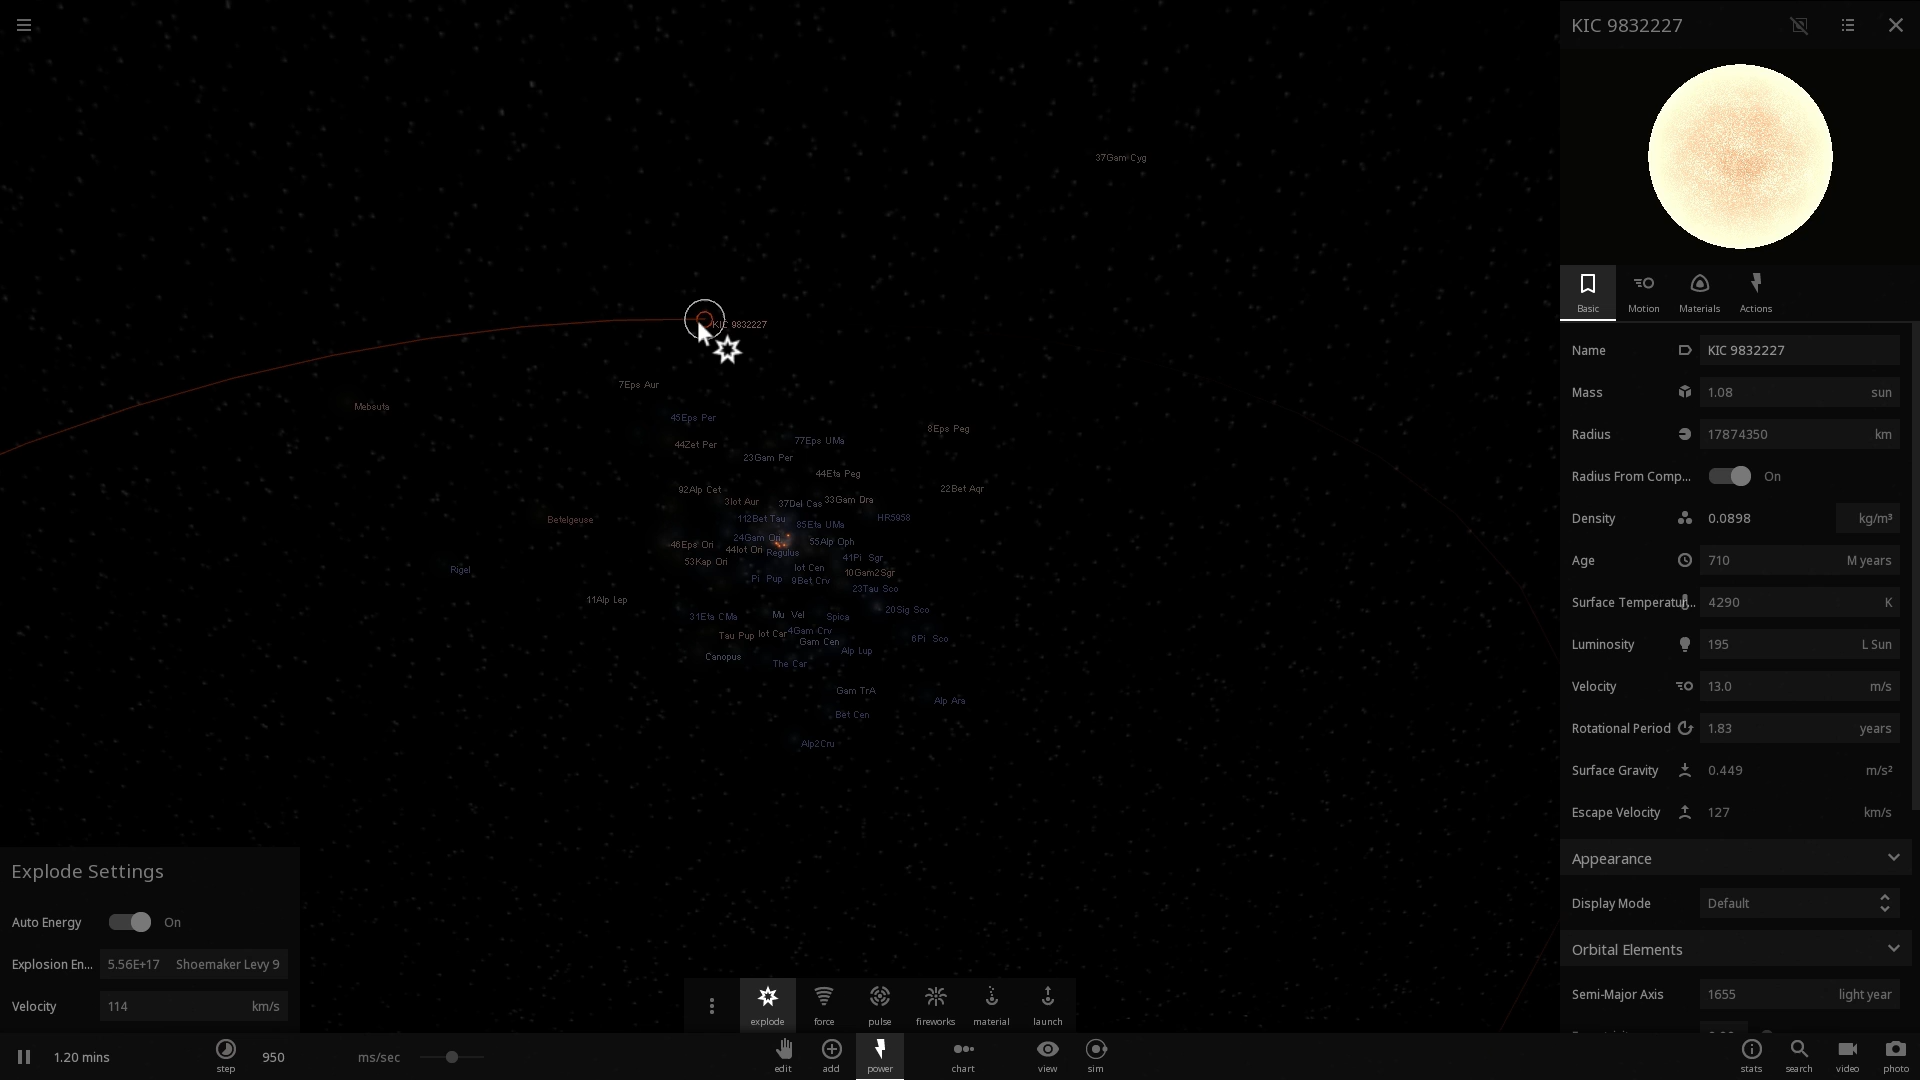 KIC 9832227
37Gam Cyg
KIC 9832227
7Eps Aur
Mebsuta
45Eps Per
8Eps Peg
77Eps UMa
44Zet Per
23Gam Per
44Eta Peg
92Alp Cet
22Bet Aqr
3Iot Aur
37Del Cas
33Gam Dra
Betelgeuse
112Bet Tau
85Eta UMa
HR5958
24Gam Ori
55Alp Oph
46Eps Ori
44Iot Ori
Regulus
53Kap Ori
41Pi Sgr
Rigel
Iot Cen
10Gam2Sgr
Pi Pup
9Bet Crv
23Tau Sco
11Alp Lep
20Sig Sco
31Eta CMa
Mu Vel
Spica
Tau Pup
Iot Car
4Gam Crv
6Pi Sco
Gam Cen
Canopus
Alp Lup
The Car
Gam TrA
Alp Ara
Bet Cen
Alp2Cru
Basic
Motion
Materials
Actions
Name KIC 9832227
Mass 1.08 sun
Radius 17874350 km
Radius From Comp... On
Density 0.0898 kg/m³
Age 710 M years
Surface Temperatur... 4290 K
Luminosity 195 L Sun
Velocity 13.0 m/s
Rotational Period 1.83 years
Surface Gravity 0.449 m/s²
Escape Velocity 127 km/s
Appearance
Display Mode Default
Orbital Elements
Semi-Major Axis 1655 light year
Explode Settings
Auto Energy On
Explosion En... 5.56E+17 Shoemaker Levy 9
Velocity 114 km/s
explode
force
pulse
fireworks
material
launch
1.20 mins
step
950 ms/sec
edit
add
power
chart
view
sim
stats
search
video
photo